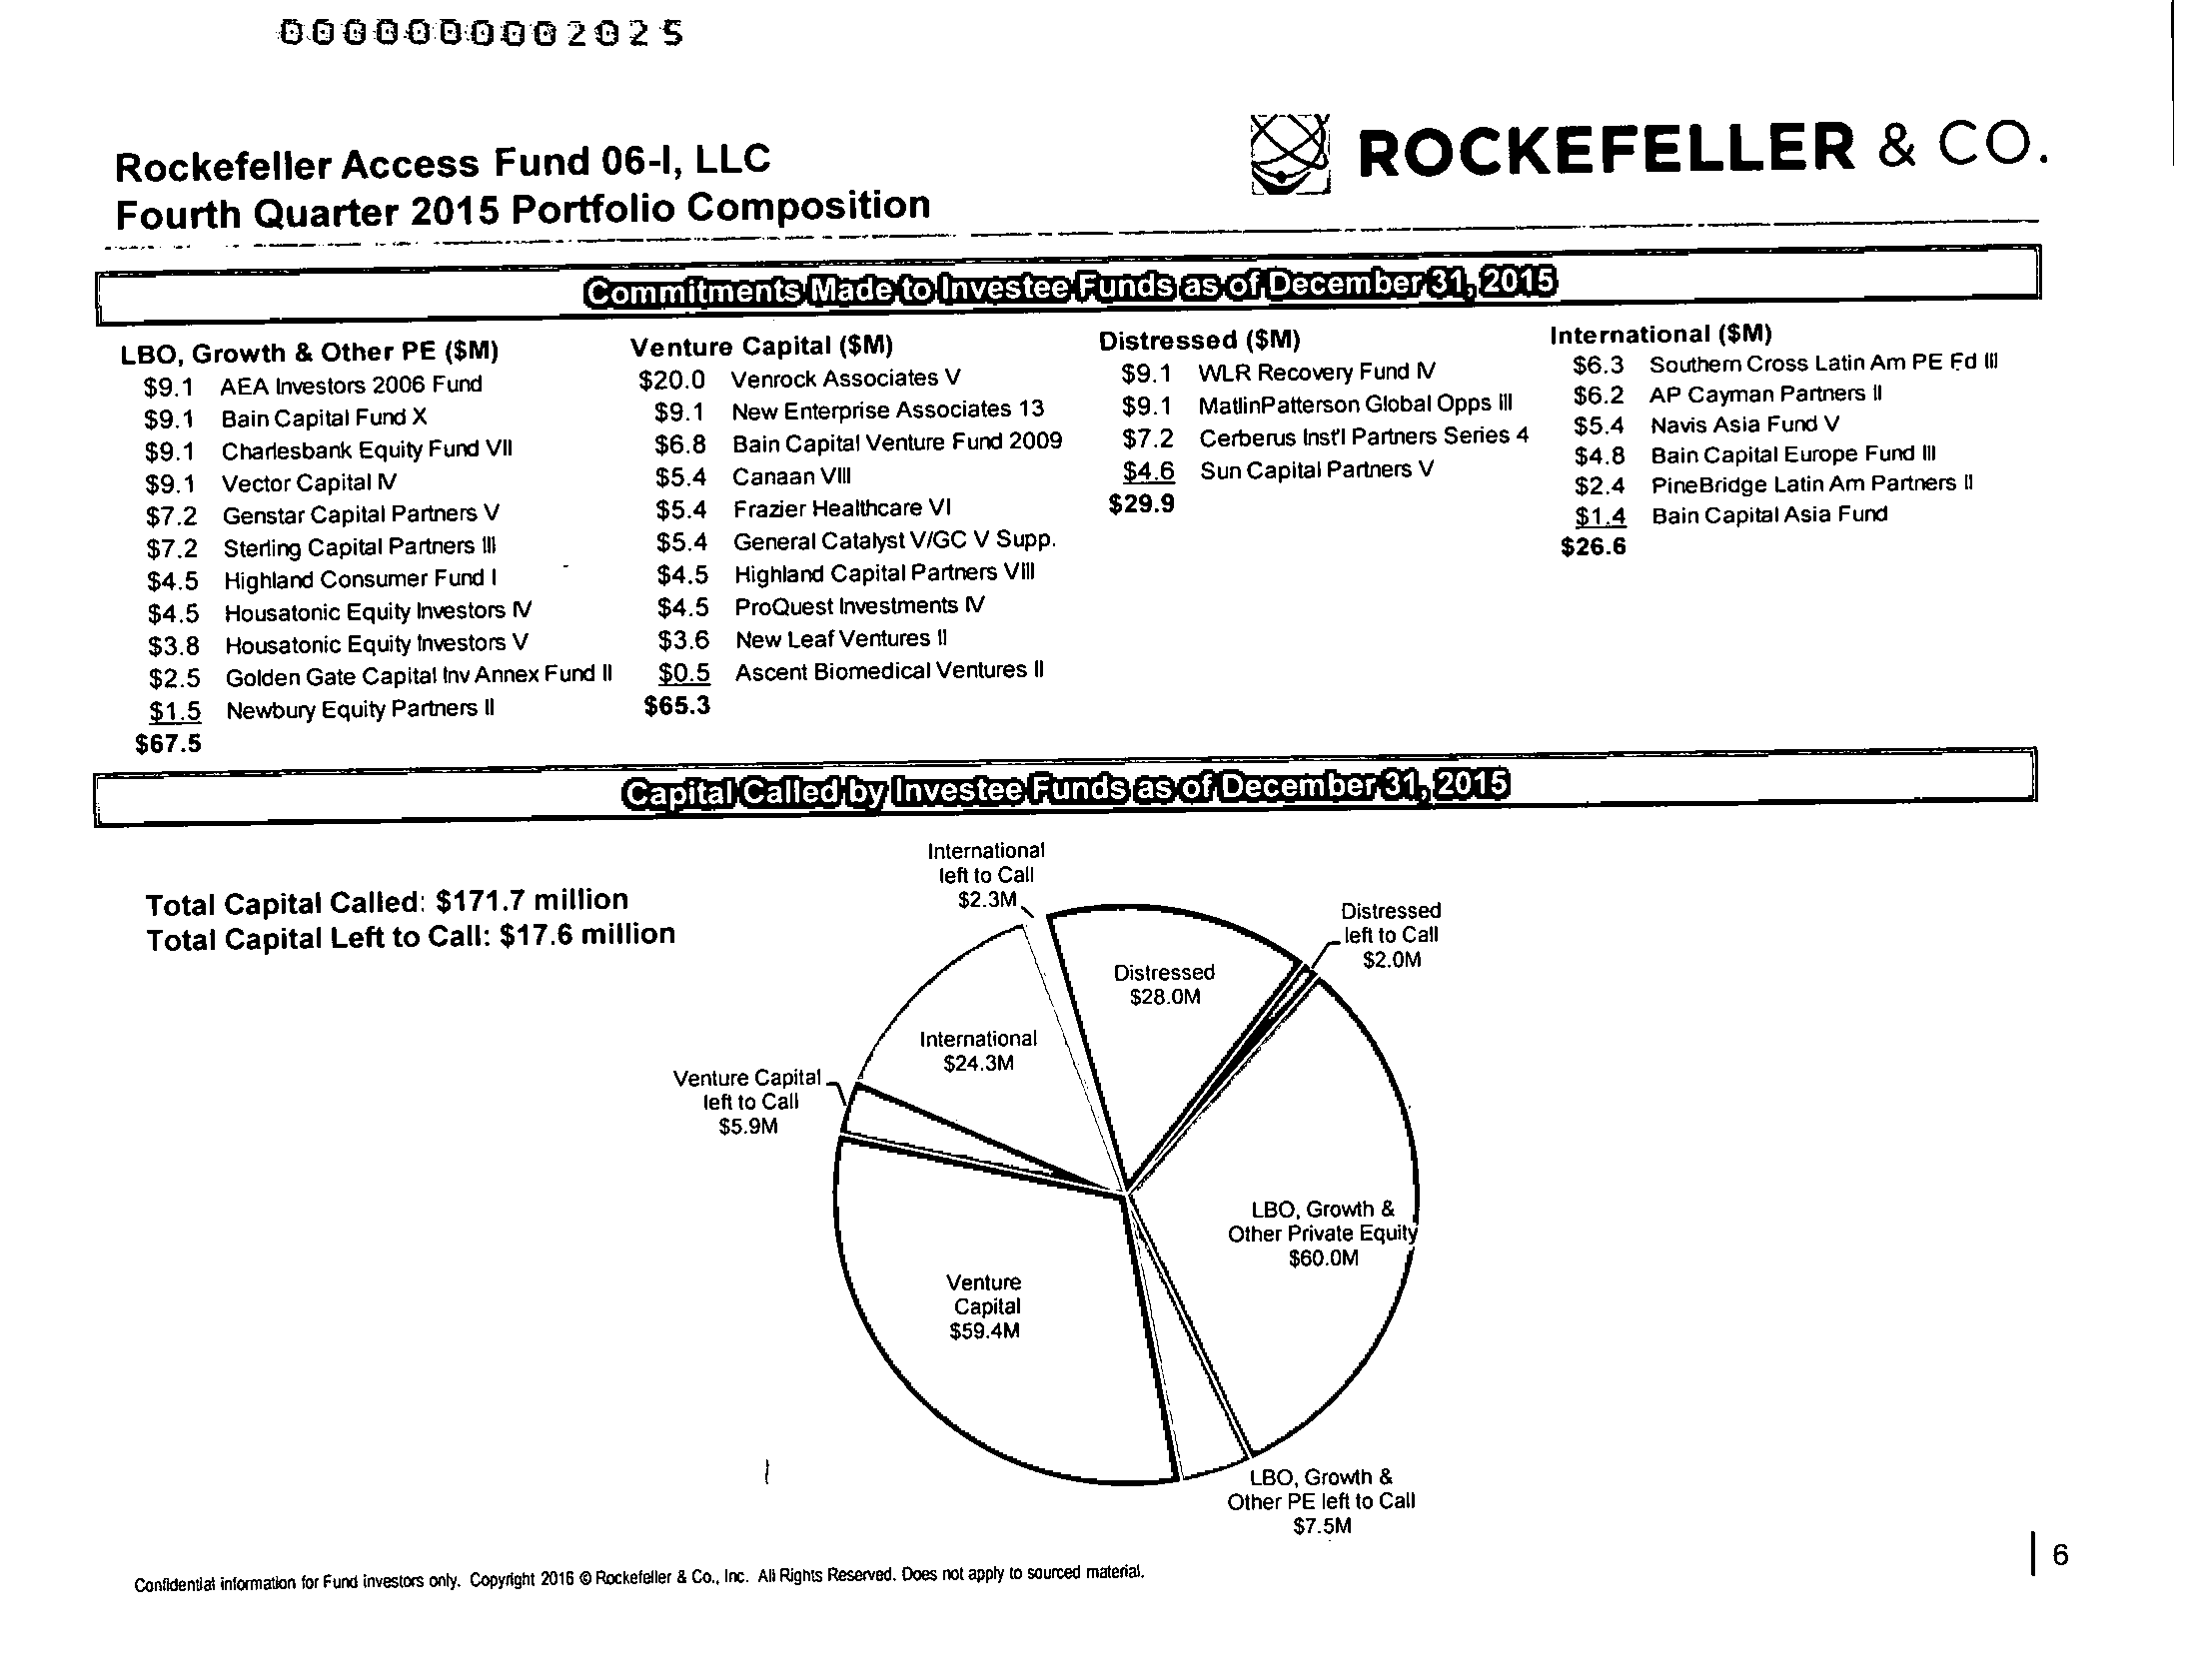 0000000002025
Rockefeller Access Fund 06-I, LLC
Fourth Quarter 2015 Portfolio Composition
ROCKEFELLER & CO.
Commitments Made to Investee Funds as of December 31, 2015
LBO, Growth & Other PE ($M)
$9.1 AEA Investors 2006 Fund
$9.1 Bain Capital Fund X
$9.1 Charlesbank Equity Fund VII
$9.1 Vector Capital IV
$7.2 Genstar Capital Partners V
$7.2 Sterling Capital Partners III
$4.5 Highland Consumer Fund I
$4.5 Housatonic Equity Investors IV
$3.8 Housatonic Equity Investors V
$2.5 Golden Gate Capital Inv Annex Fund II
$1.5 Newbury Equity Partners II
$67.5
Venture Capital ($M)
$20.0 Venrock Associates V
$9.1 New Enterprise Associates 13
$6.8 Bain Capital Venture Fund 2009
$5.4 Canaan VIII
$5.4 Frazier Healthcare VI
$5.4 General Catalyst V/GC V Supp.
$4.5 Highland Capital Partners VIII
$4.5 ProQuest Investments IV
$3.6 New Leaf Ventures II
$0.5 Ascent Biomedical Ventures II
$65.3
Distressed ($M)
$9.1 WLR Recovery Fund IV
$9.1 MatlinPatterson Global Opps III
$7.2 Cerberus Inst'l Partners Series 4
$4.6 Sun Capital Partners V
$29.9
International ($M)
$6.3 Southern Cross Latin Am PE Fd III
$6.2 AP Cayman Partners II
$5.4 Navis Asia Fund V
$4.8 Bain Capital Europe Fund III
$2.4 PineBridge Latin Am Partners II
$1.4 Bain Capital Asia Fund
$26.6
Capital Called by Investee Funds as of December 31, 2015
Total Capital Called: $171.7 million
Total Capital Left to Call: $17.6 million
International
left to Call
$2.3M
Distressed
left to Call
$2.0M
Distressed
$28.0M
International
$24.3M
Venture Capital
left to Call
$5.9M
LBO, Growth &
Other Private Equity
$60.0M
Venture
Capital
$59.4M
LBO, Growth &
Other PE left to Call
$7.5M
Confidential information for Fund investors only. Copyright 2016 © Rockefeller & Co., Inc. All Rights Reserved. Does not apply to sourced material.
6